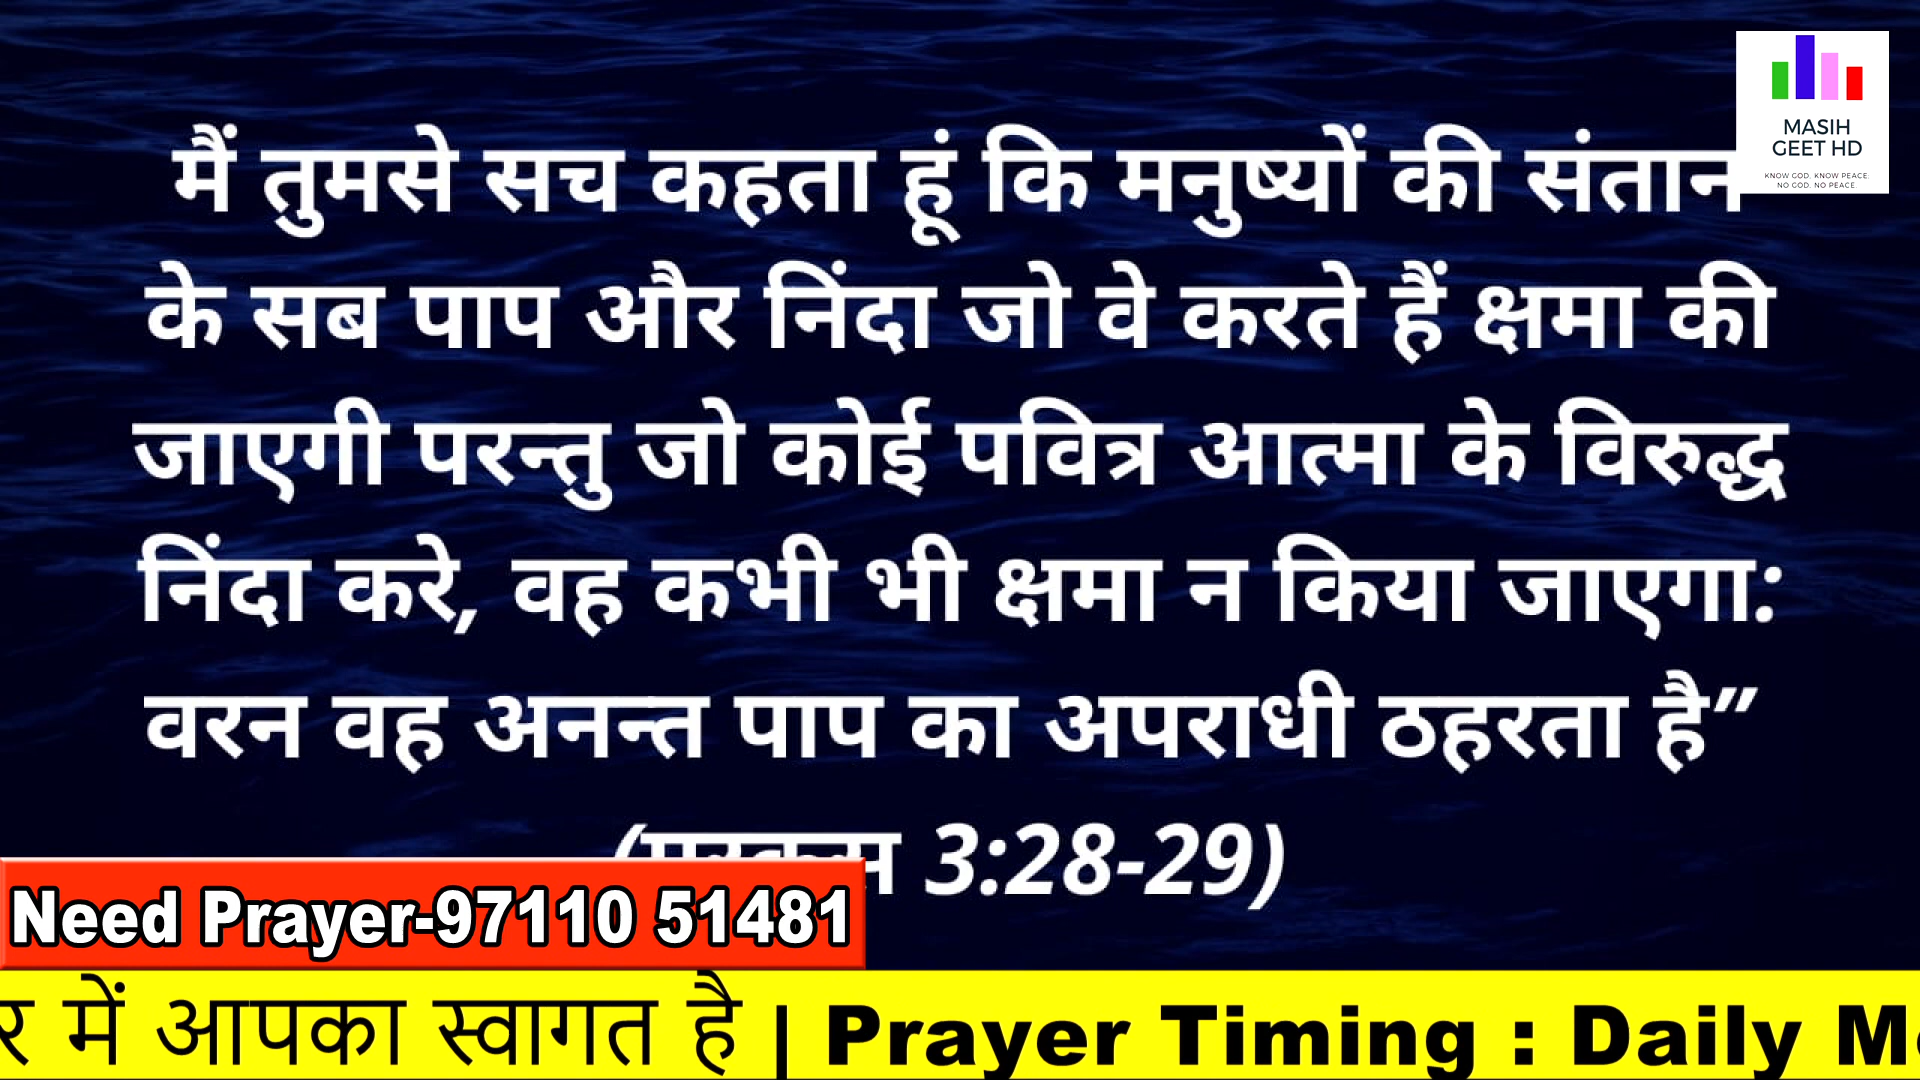 MASIH
GEET HD
KNOW GOD. KNOW PEACE.
NO GOD. NO PEACE.
मैं तुमसे सच कहता हूं कि मनुष्यों की संतान
के सब पाप और निंदा जो वे करते हैं क्षमा की
जाएगी परन्तु जो कोई पवित्र आत्मा के विरुद्ध
निंदा करे, वह कभी भी क्षमा न किया जाएगा:
वरन वह अनन्त पाप का अपराधी ठहरता है”
(मरकुस 3:28-29)
Need Prayer-97110 51481
र में आपका स्वागत है | Prayer Timing : Daily